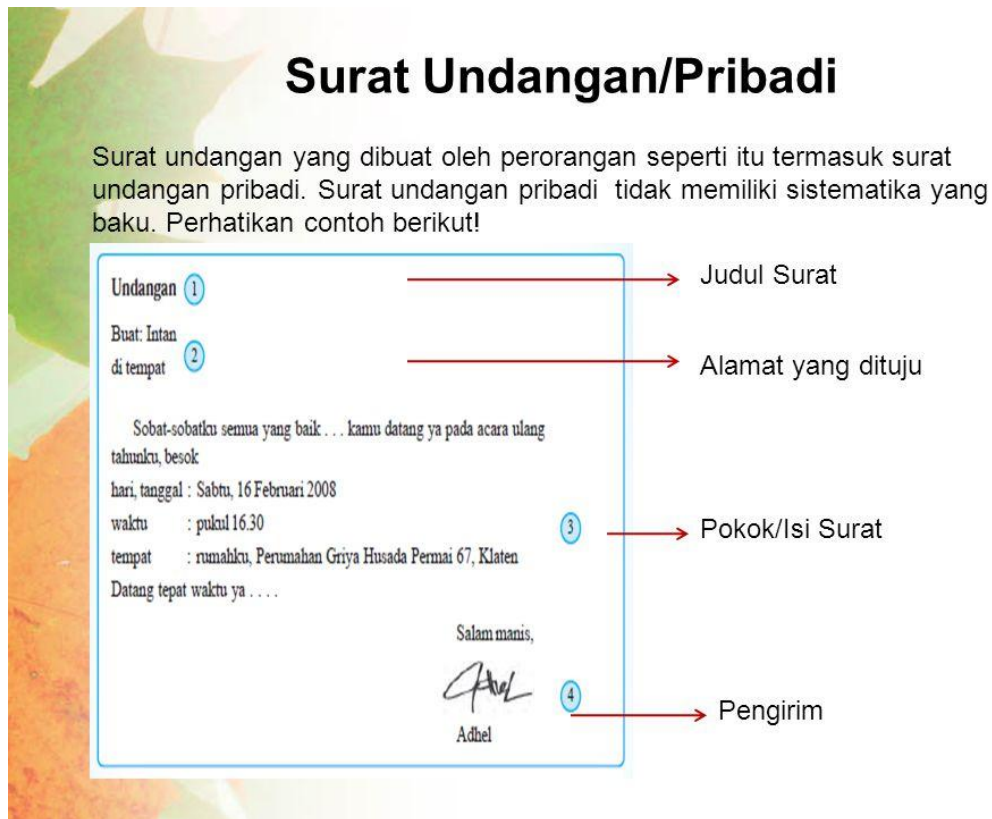 Surat Undangan/Pribadi
Surat undangan yang dibuat oleh perorangan seperti itu termasuk surat
undangan pribadi. Surat undangan pribadi tidak memiliki sistematika yang
baku. Perhatikan contoh berikut!
Undangan 1
Judul Surat
Buat: Intan
di tempat 2
Alamat yang dituju
Sobat-sobatku semua yang baik . . . kamu datang ya pada acara ulang
tahunku, besok
hari, tanggal : Sabtu, 16 Februari 2008
waktu : pukul 16.30
tempat : rumahku, Perumahan Griya Husada Permai 67, Klaten
Datang tepat waktu ya . . . .
3
Pokok/Isi Surat
Salam manis,
Adhel
4
Pengirim
Adhel